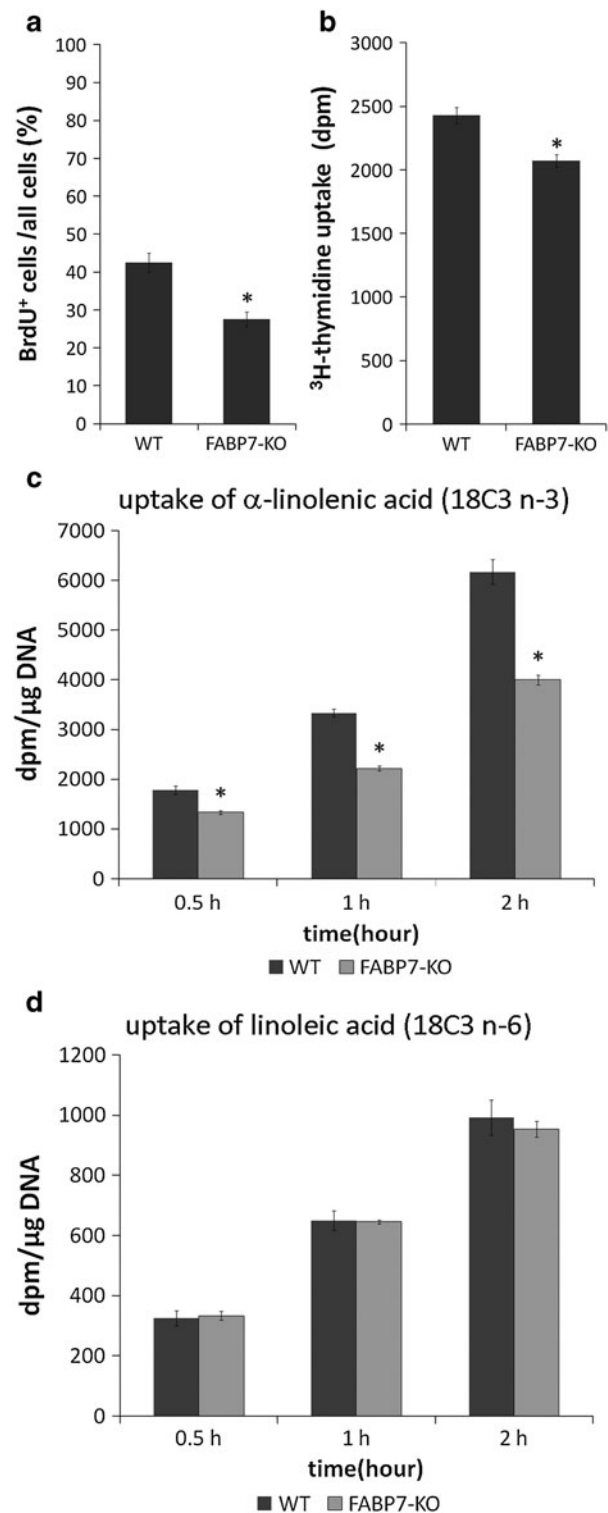 a
BrdU⁺ cells /all cells (%)
100
90
80
70
60
50
40
30
20
10
0
*
WT FABP7-KO
b
³H-thymidine uptake (dpm)
3000
2500
2000
1500
1000
500
0
*
WT FABP7-KO
c
uptake of α-linolenic acid (18C3 n-3)
dpm/µg DNA
7000
6000
5000
4000
3000
2000
1000
0
* * *
0.5 h 1 h 2 h
time(hour)
WT FABP7-KO
d
uptake of linoleic acid (18C3 n-6)
dpm/µg DNA
1200
1000
800
600
400
200
0
0.5 h 1 h 2 h
time(hour)
WT FABP7-KO